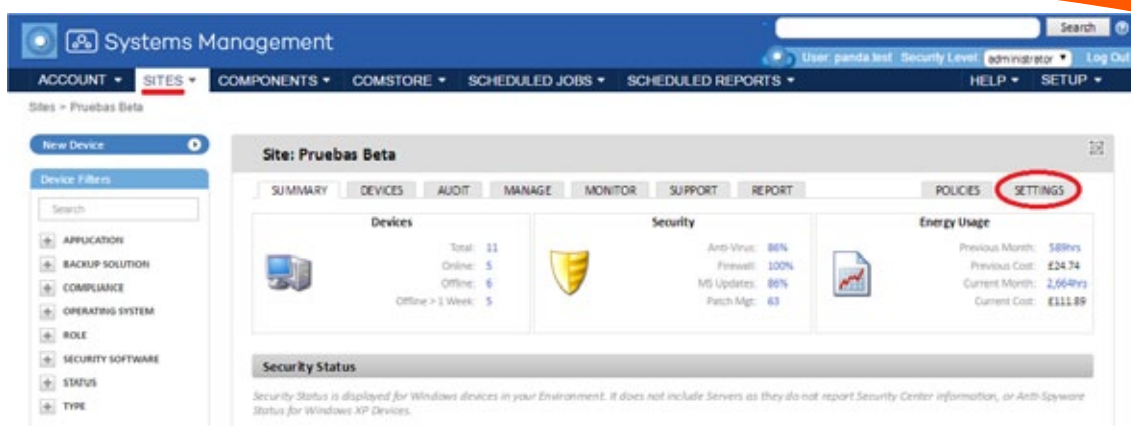 Systems Management
Search
User: panda.test Security Level: administrator Log Out
ACCOUNT SITES COMPONENTS COMSTORE SCHEDULED JOBS SCHEDULED REPORTS HELP SETUP
Sites > Pruebas Beta
New Device
Site: Pruebas Beta
Device Filters
Search
APPLICATION
BACKUP SOLUTION
COMPLIANCE
OPERATING SYSTEM
ROLE
SECURITY SOFTWARE
STATUS
TYPE
SUMMARY DEVICES AUDIT MANAGE MONITOR SUPPORT REPORT POLICIES SETTINGS
Devices
Total: 11
Online: 5
Offline: 6
Offline > 1 Week: 5
Security
Anti-Virus: 86%
Firewall: 100%
MS Updates: 86%
Patch Mgt: 63
Energy Usage
Previous Month: 589hrs
Previous Cost: £24.74
Current Month: 2,664hrs
Current Cost: £111.89
Security Status
Security Status is displayed for Windows devices in your Environment. It does not include Servers as they do not report Security Center information, or Anti-Spyware
Status for Windows XP Devices.